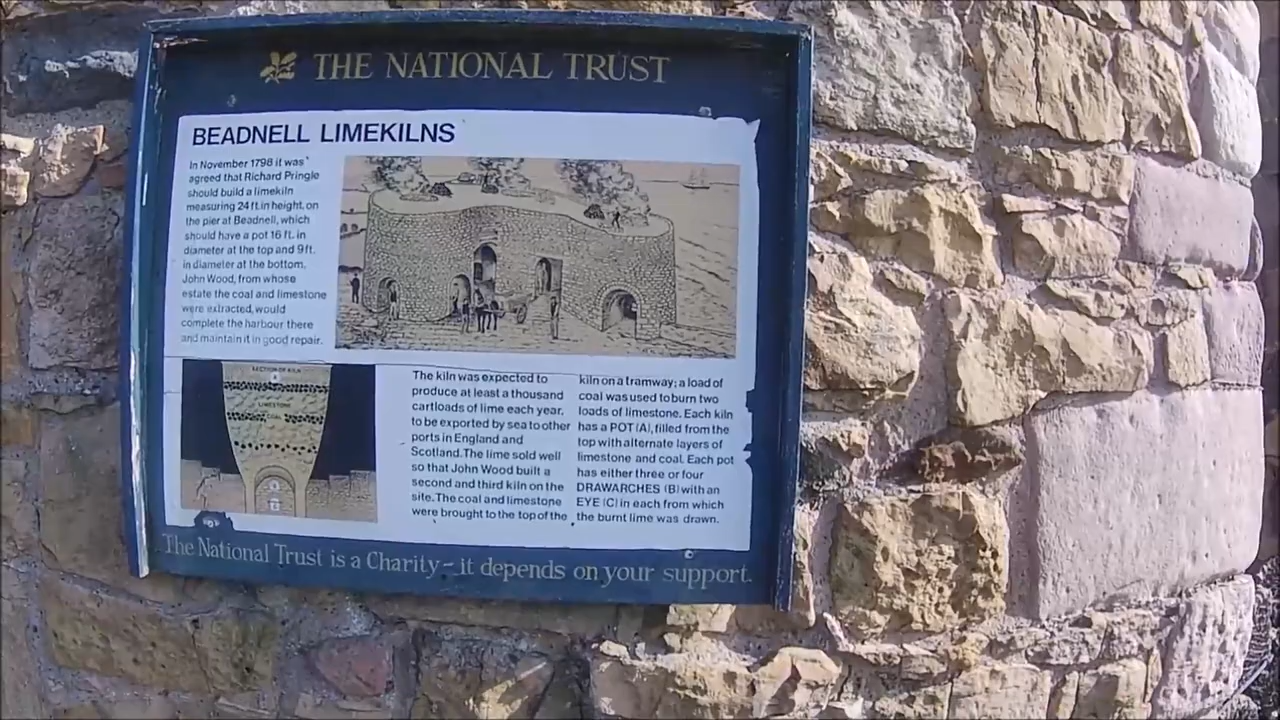 THE NATIONAL TRUST
BEADNELL LIMEKILNS
In November 1798 it was
agreed that Richard Pringle
should build a limekiln
measuring 24ft.in height, on
the pier at Beadnell, which
should have a pot 16 ft. in
diameter at the top and 9ft.
in diameter at the bottom.
John Wood, from whose
estate the coal and limestone
were extracted, would
complete the harbour there
and maintain it in good repair.
SECTION OF KILN
A
LIMESTONE
COAL
The kiln was expected to
produce at least a thousand
cartloads of lime each year,
to be exported by sea to other
ports in England and
Scotland. The lime sold well
so that John Wood built a
second and third kiln on the
site. The coal and limestone
were brought to the top of the
kiln on a tramway; a load of
coal was used to burn two
loads of limestone. Each kiln
has a POT (A), filled from the
top with alternate layers of
limestone and coal. Each pot
has either three or four
DRAWARCHES (B) with an
EYE (C) in each from which
the burnt lime was drawn.
The National Trust is a Charity - it depends on your support.